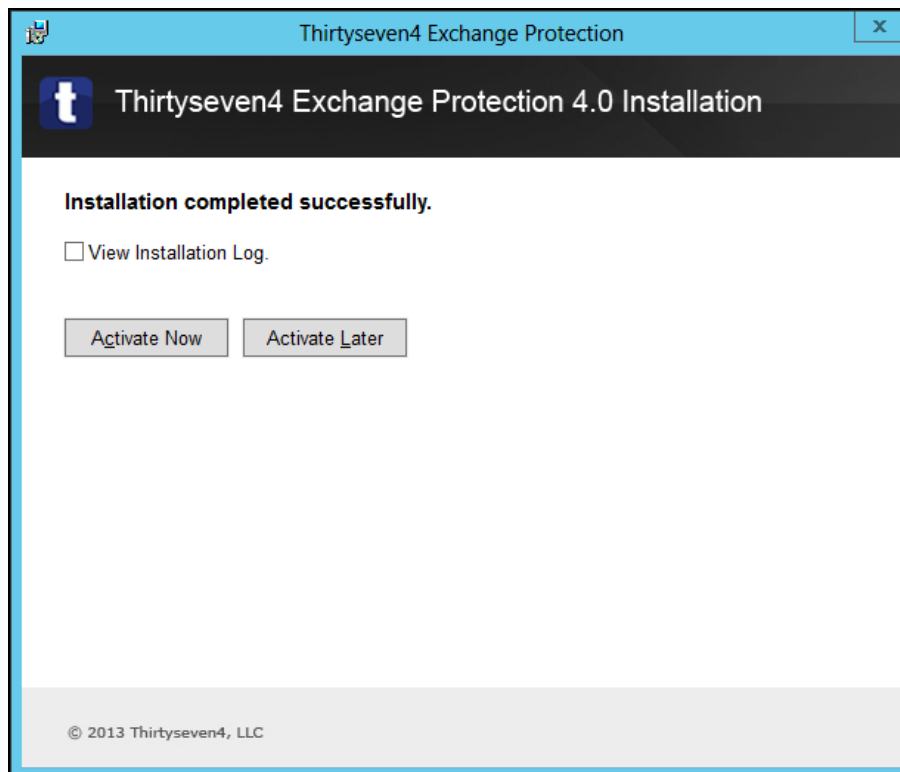 Thirtyseven4 Exchange Protection
x
t
Thirtyseven4 Exchange Protection 4.0 Installation
Installation completed successfully.
View Installation Log.
Activate Now
Activate Later
© 2013 Thirtyseven4, LLC